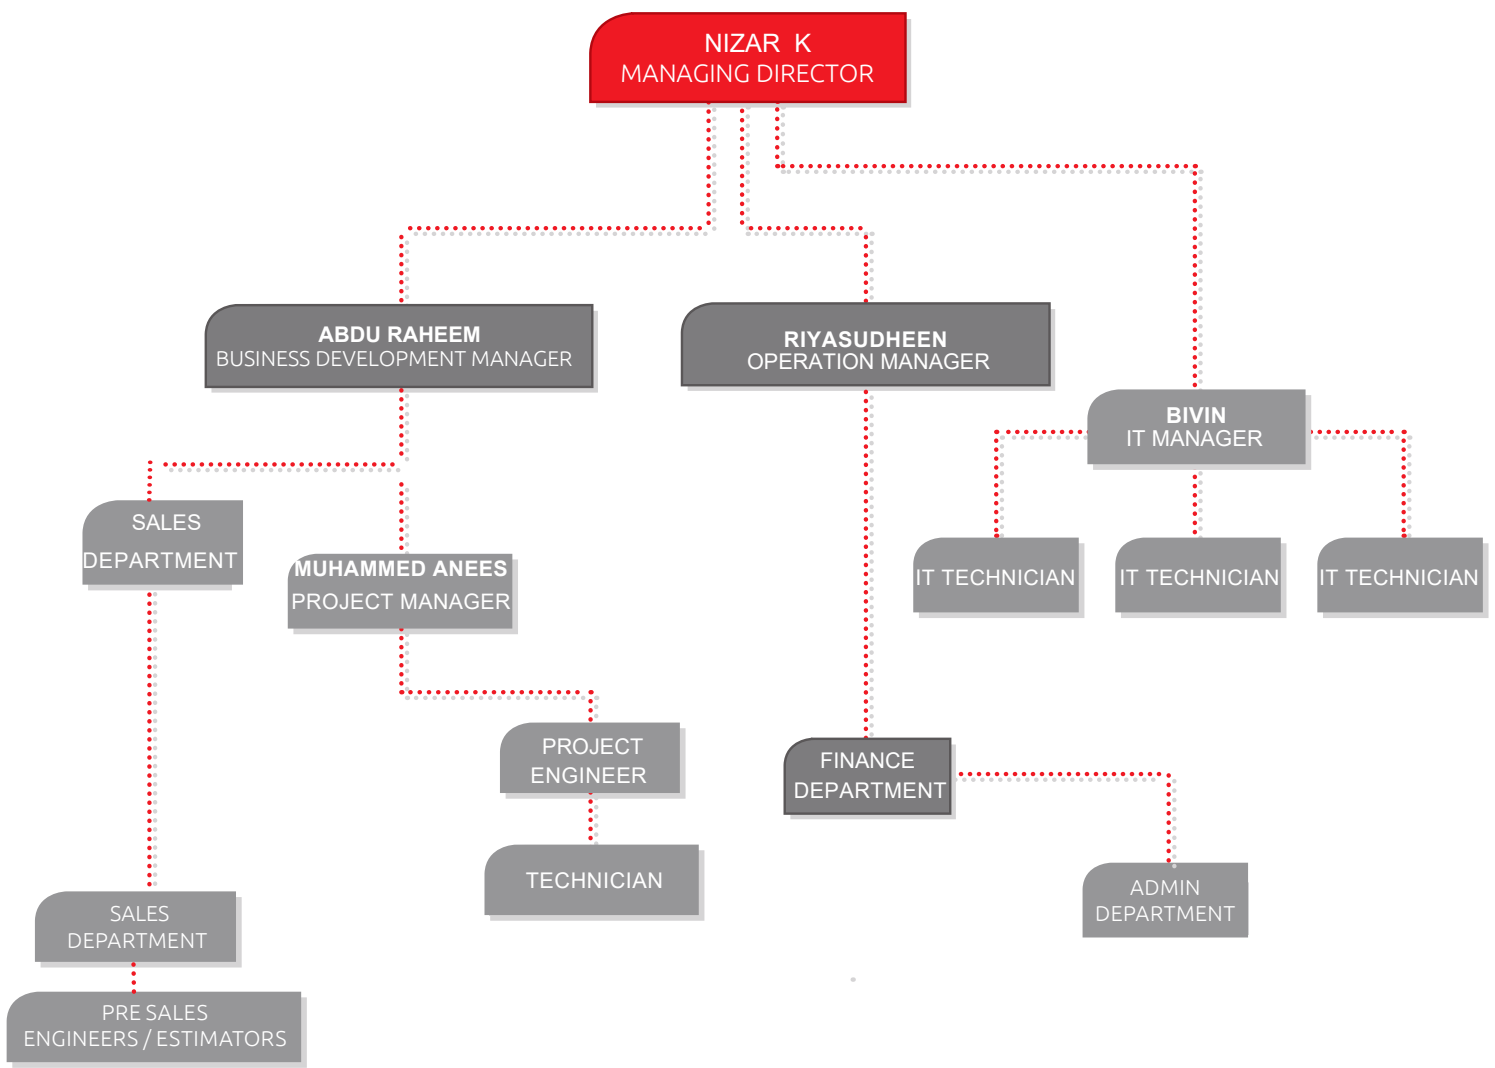 NIZAR K
MANAGING DIRECTOR
ABDU RAHEEM
BUSINESS DEVELOPMENT MANAGER
RIYASUDHEEN
OPERATION MANAGER
BIVIN
IT MANAGER
SALES
DEPARTMENT
MUHAMMED ANEES
PROJECT MANAGER
IT TECHNICIAN
IT TECHNICIAN
IT TECHNICIAN
PROJECT
ENGINEER
FINANCE
DEPARTMENT
TECHNICIAN
ADMIN
DEPARTMENT
SALES
DEPARTMENT
PRE SALES
ENGINEERS / ESTIMATORS